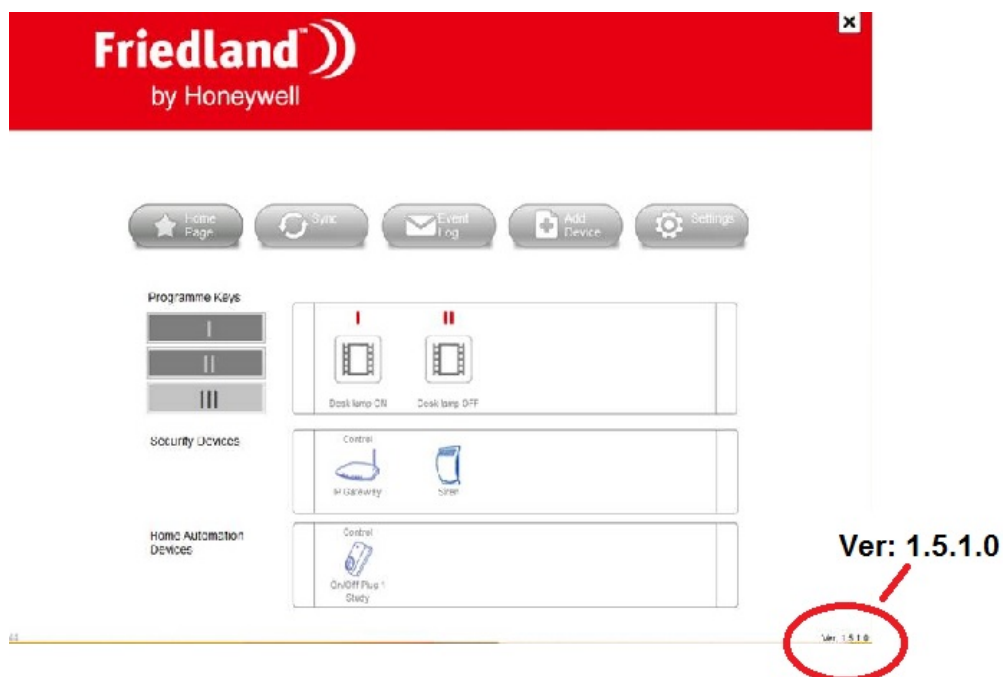 Friedland
by Honeywell
Home
Page
Sync
Event
Log
Add
Device
Settings
Programme Keys
I
II
III
I
II
Desk lamp ON
Desk lamp OFF
Security Devices
Control
IP Gateway
Siren
Home Automation
Devices
Control
On/Off Plug 1
Study
Ver: 1.5.1.0
Ver: 1.5.1.0